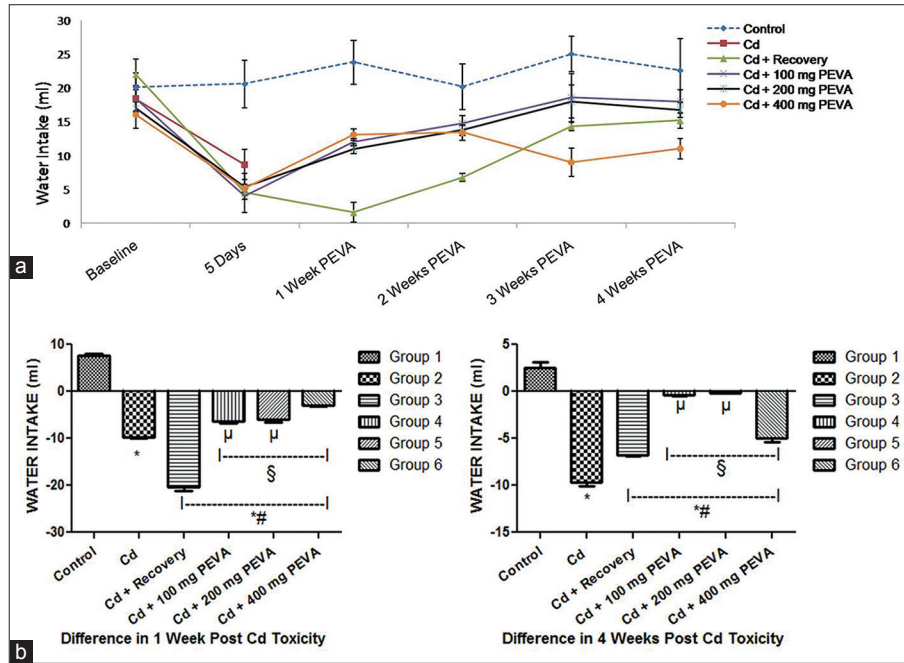 30
25
20
15
10
5
0
Water Intake (ml)
Control
Cd
Cd + Recovery
Cd + 100 mg PEVA
Cd + 200 mg PEVA
Cd + 400 mg PEVA
Baseline
5 Days
1 Week PEVA
2 Weeks PEVA
3 Weeks PEVA
4 Weeks PEVA
a
10
0
-10
-20
-30
WATER INTAKE (ml)
*
µ
µ
§
*#
Group 1
Group 2
Group 3
Group 4
Group 5
Group 6
Control
Cd
Cd + Recovery
Cd + 100 mg PEVA
Cd + 200 mg PEVA
Cd + 400 mg PEVA
Difference in 1 Week Post Cd Toxicity
5
0
-5
-10
-15
WATER INTAKE (ml)
*
µ
µ
§
*#
Group 1
Group 2
Group 3
Group 4
Group 5
Group 6
Control
Cd
Cd + Recovery
Cd + 100 mg PEVA
Cd + 200 mg PEVA
Cd + 400 mg PEVA
Difference in 4 Weeks Post Cd Toxicity
b